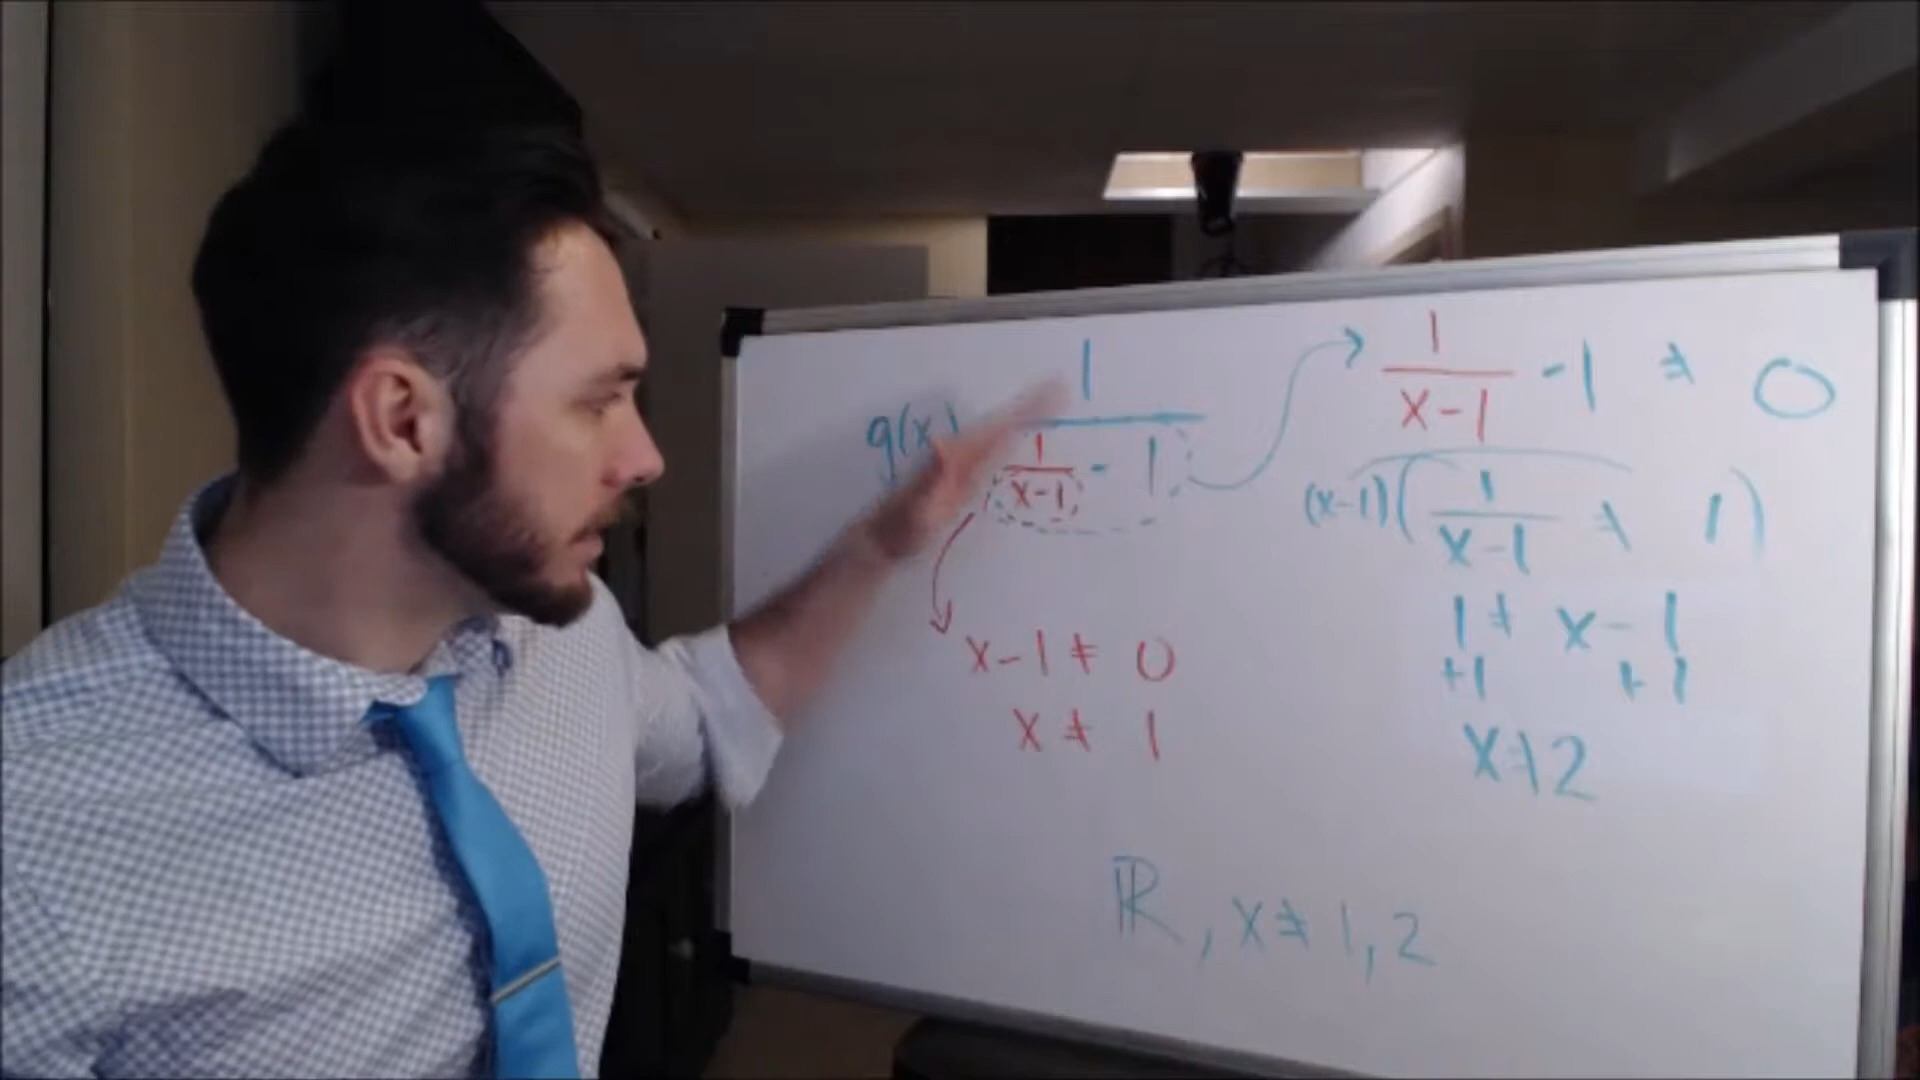 g(x)
1
1
x-1
- 1
x-1 ≠ 0
x ≠ 1
1
x-1
-1 ≠ 0
(x-1)(
1
x-1
≠ 1)
1 ≠ x-1
+1 +1
x ≠ 2
ℝ, x ≠ 1, 2